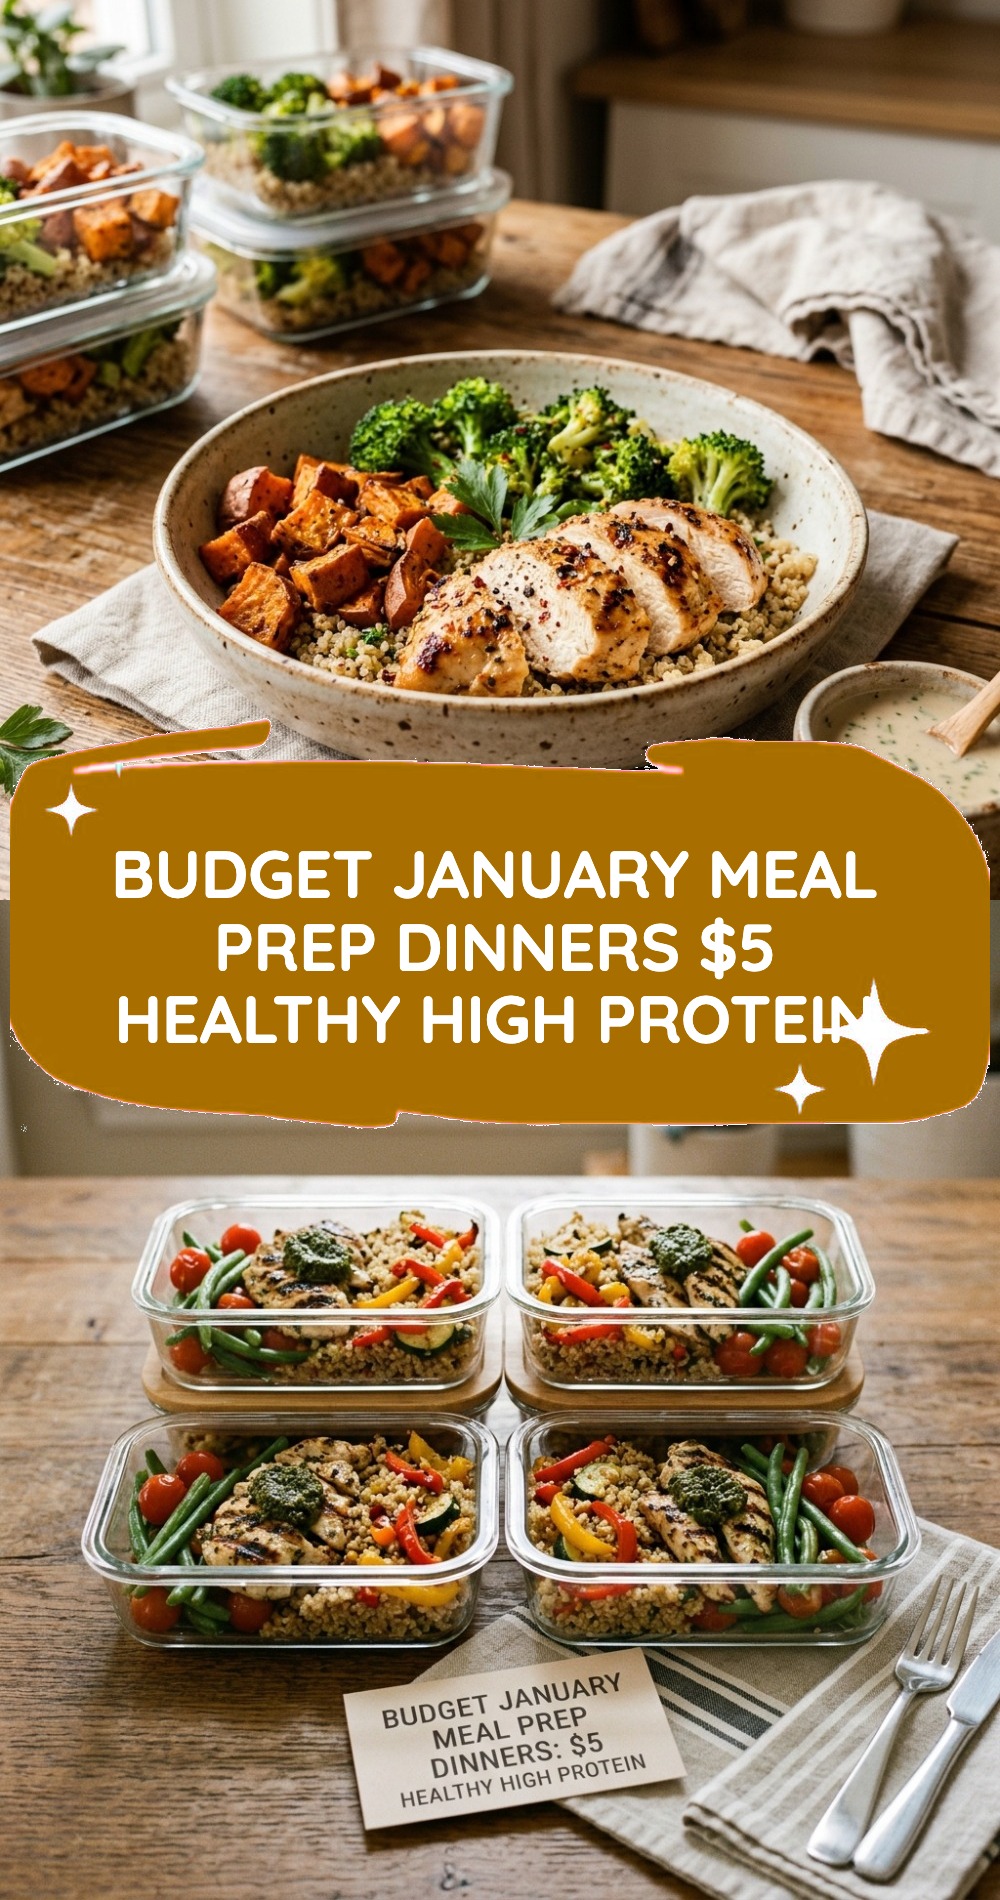 BUDGET JANUARY MEAL
PREP DINNERS $5
HEALTHY HIGH PROTEIN
BUDGET JANUARY
MEAL PREP
DINNERS: $5
HEALTHY HIGH PROTEIN